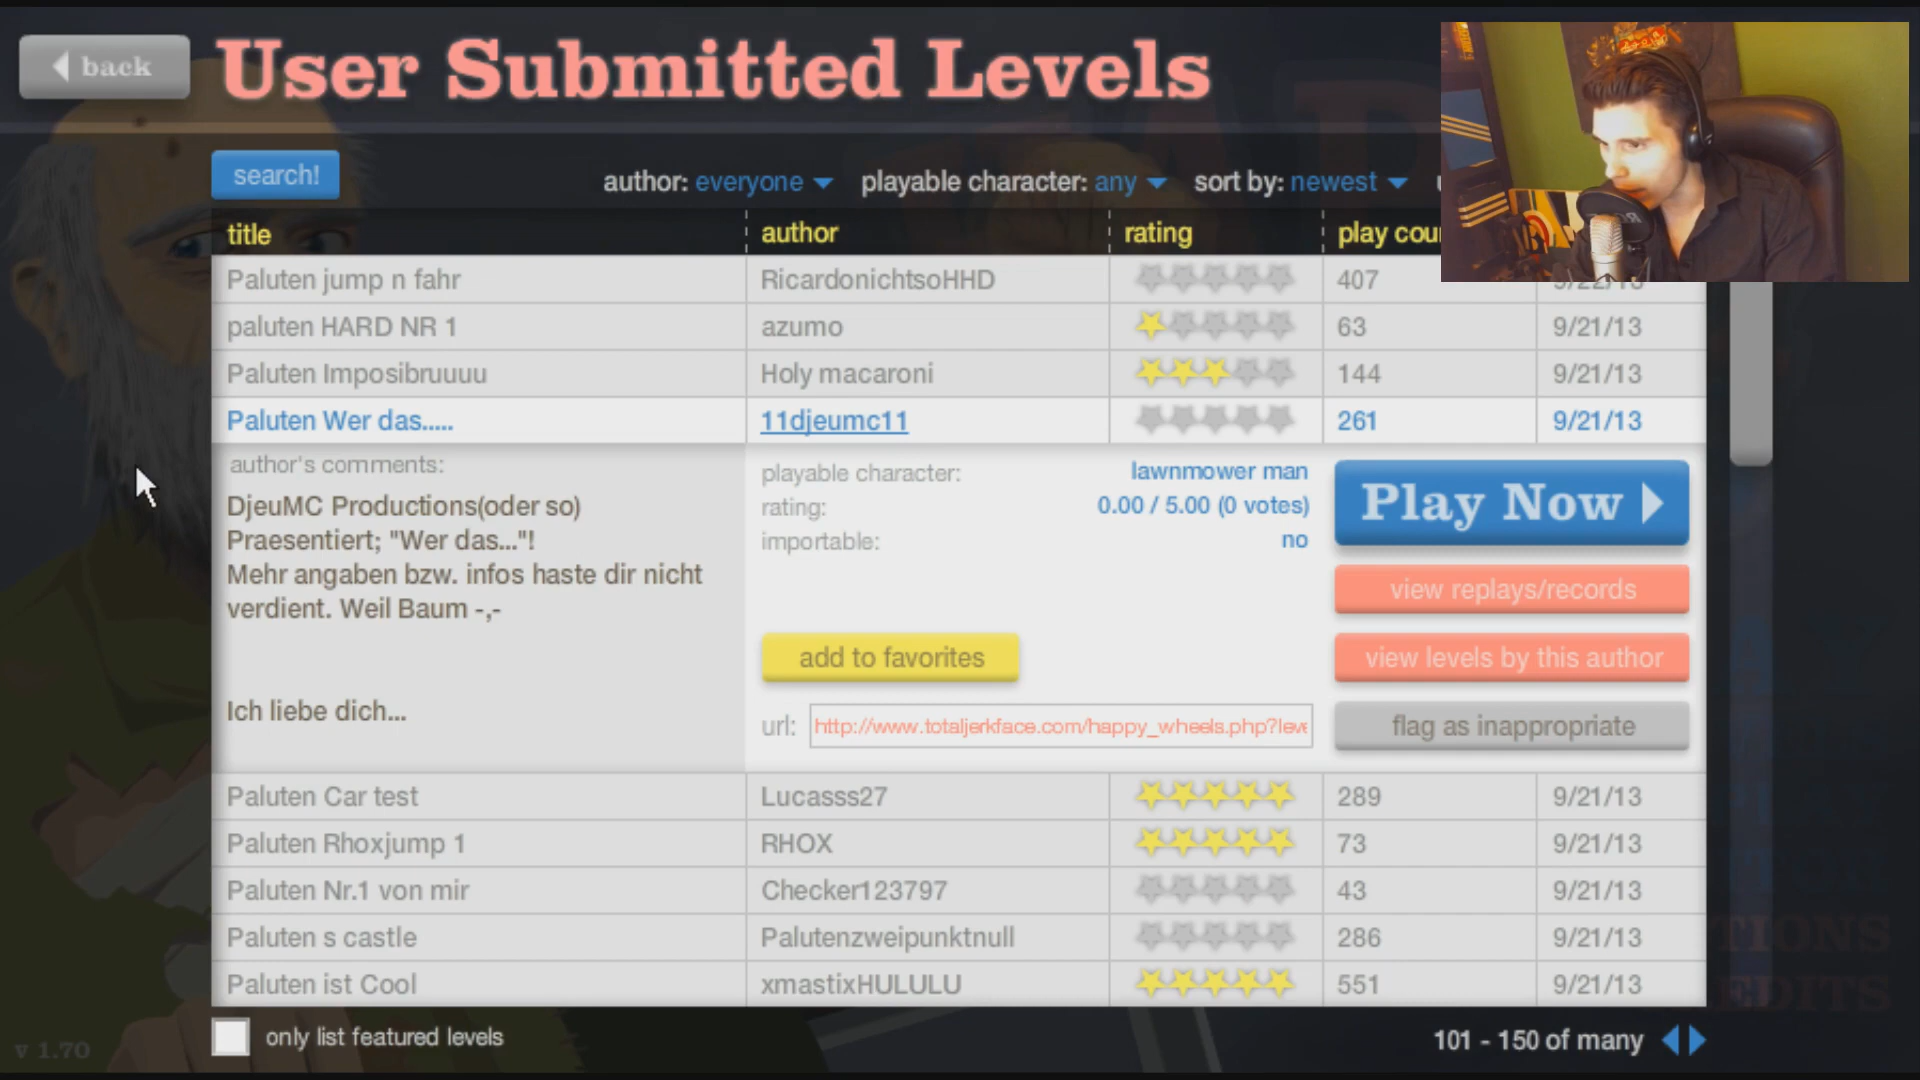 back
User Submitted Levels
search!
author: everyone
playable character: any
sort by: newest
title
author
rating
play cou
Paluten jump n fahr
RicardonichtsoHHD
407
paluten HARD NR 1
azumo
63
9/21/13
Paluten Imposibruuuu
Holy macaroni
144
9/21/13
Paluten Wer das.....
11djeumc11
261
9/21/13
author's comments:
DjeuMC Productions(oder so)
Praesentiert; "Wer das..."!
Mehr angaben bzw. infos haste dir nicht
verdient. Weil Baum -,-
Ich liebe dich...
playable character: lawnmower man
rating: 0.00 / 5.00 (0 votes)
importable: no
add to favorites
url: http://www.totaljerkface.com/happy_wheels.php?leve
Play Now
view replays/records
view levels by this author
flag as inappropriate
Paluten Car test
Lucasss27
289
9/21/13
Paluten Rhoxjump 1
RHOX
73
9/21/13
Paluten Nr.1 von mir
Checker123797
43
9/21/13
Paluten s castle
Palutenzweipunktnull
286
9/21/13
Paluten ist Cool
xmastixHULULU
551
9/21/13
only list featured levels
101 - 150 of many
v 1.70